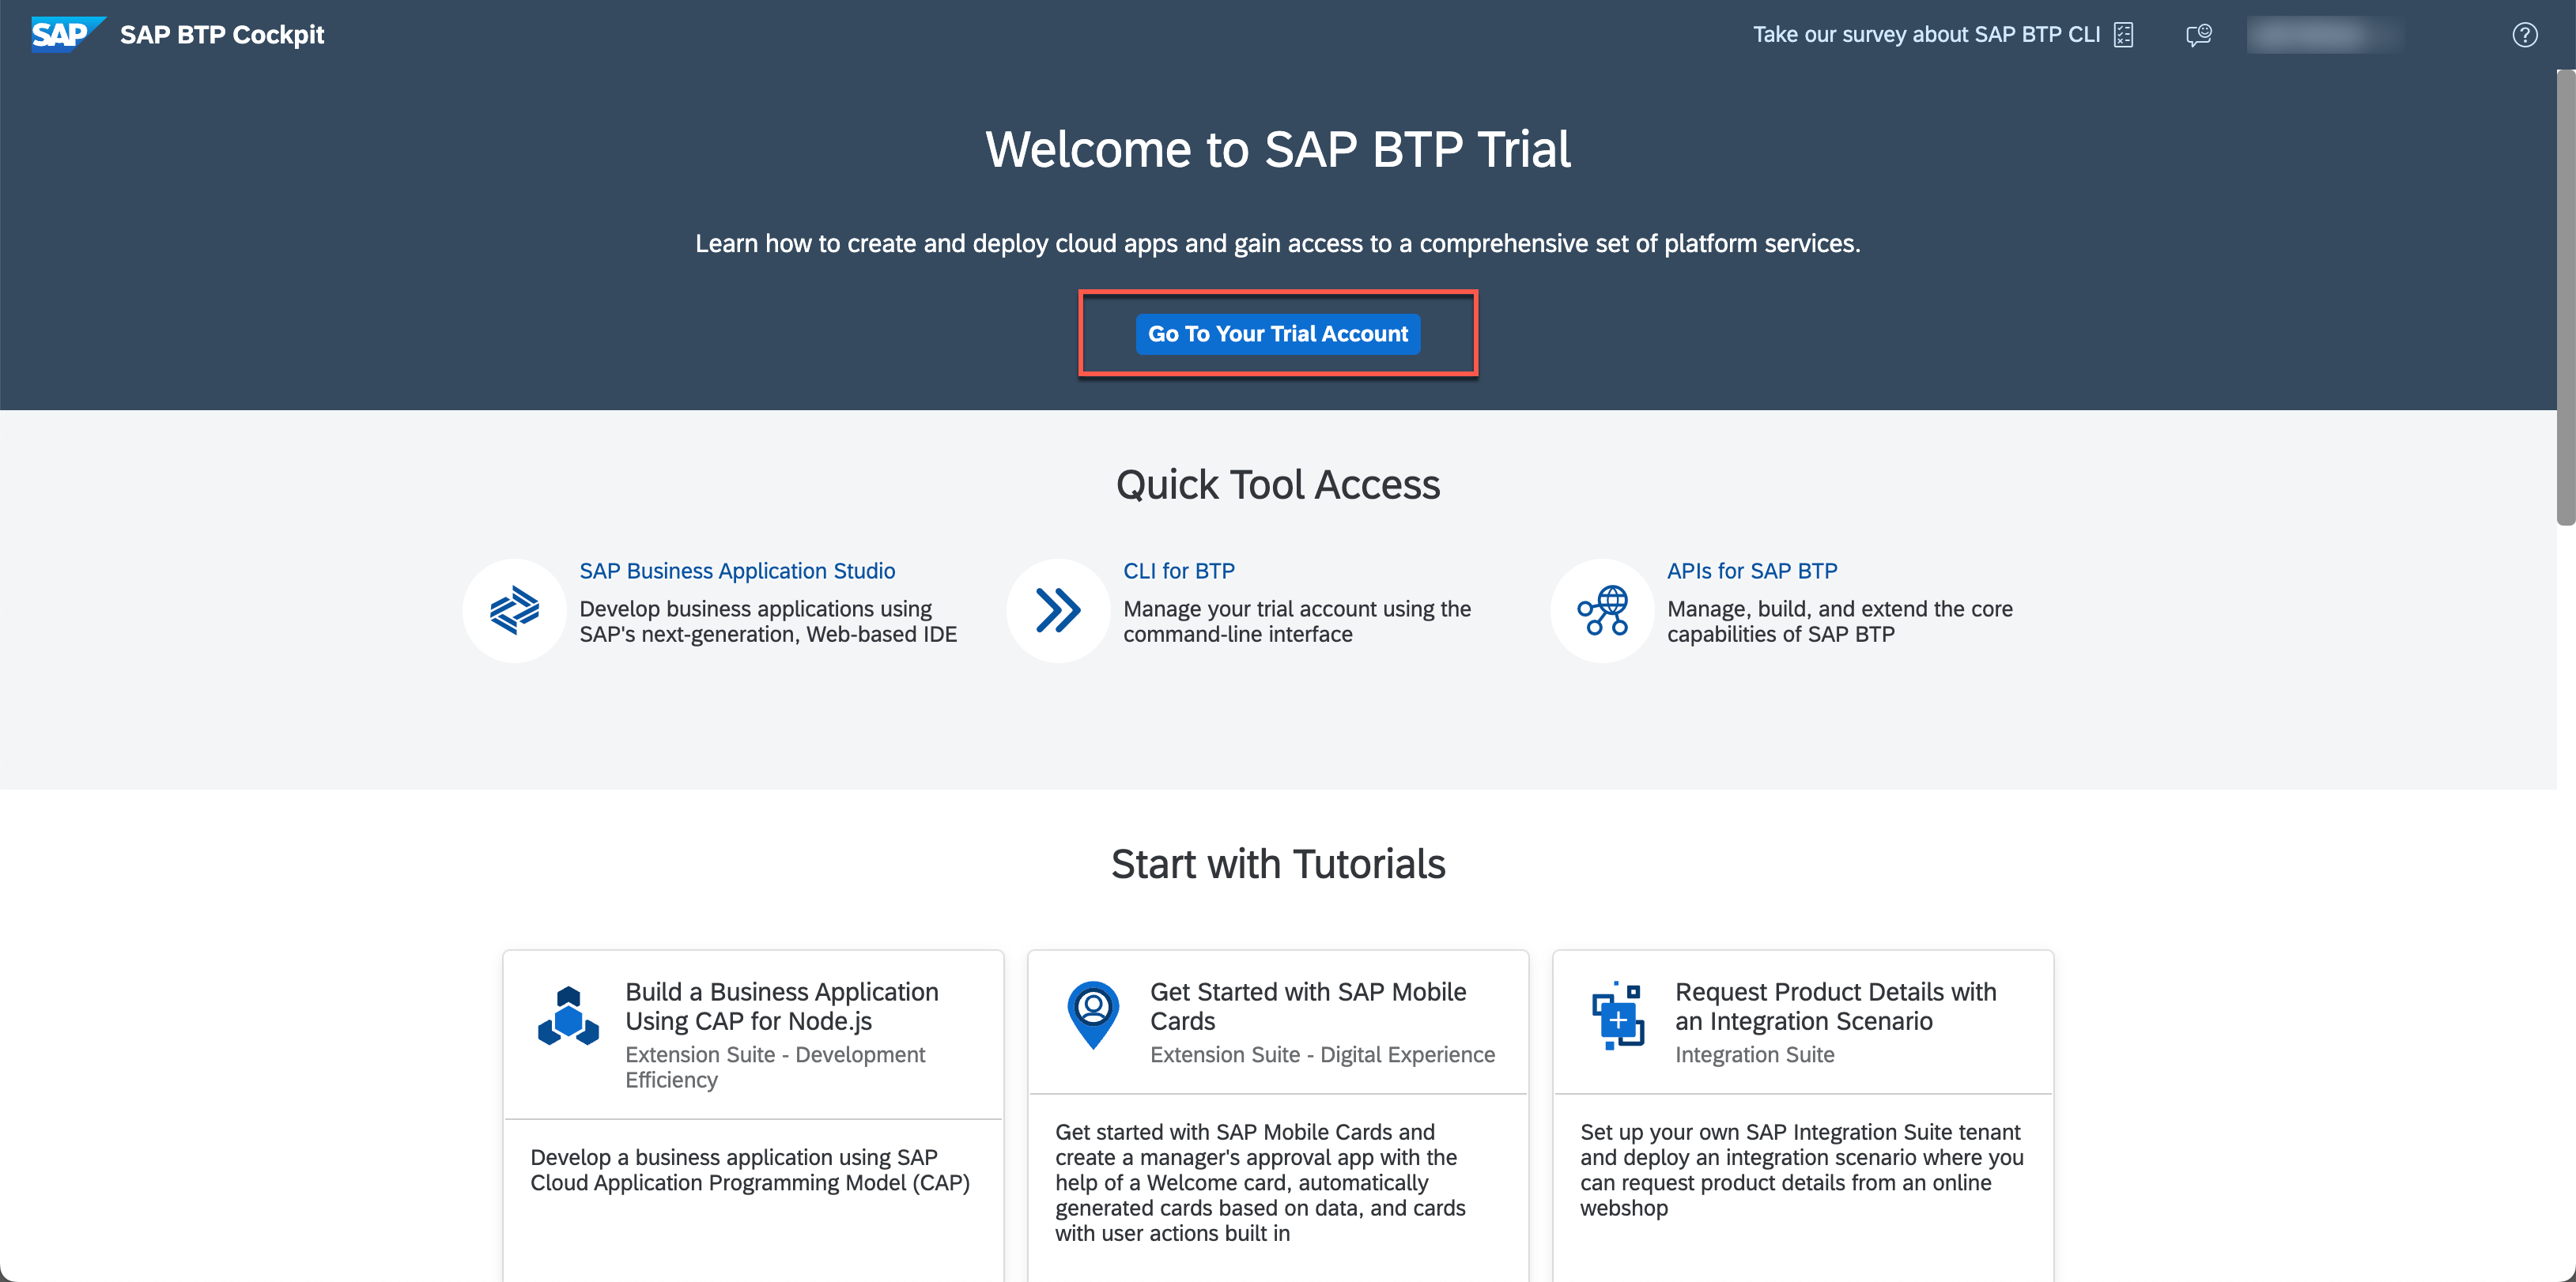 SAP SAP BTP Cockpit
Take our survey about SAP BTP CLI
Welcome to SAP BTP Trial
Learn how to create and deploy cloud apps and gain access to a comprehensive set of platform services.
Go To Your Trial Account
Quick Tool Access
SAP Business Application Studio
Develop business applications using
SAP's next-generation, Web-based IDE
CLI for BTP
Manage your trial account using the
command-line interface
APIs for SAP BTP
Manage, build, and extend the core
capabilities of SAP BTP
Start with Tutorials
Build a Business Application
Using CAP for Node.js
Extension Suite - Development
Efficiency
Develop a business application using SAP
Cloud Application Programming Model (CAP)
Get Started with SAP Mobile
Cards
Extension Suite - Digital Experience
Get started with SAP Mobile Cards and
create a manager's approval app with the
help of a Welcome card, automatically
generated cards based on data, and cards
with user actions built in
Request Product Details with
an Integration Scenario
Integration Suite
Set up your own SAP Integration Suite tenant
and deploy an integration scenario where you
can request product details from an online
webshop